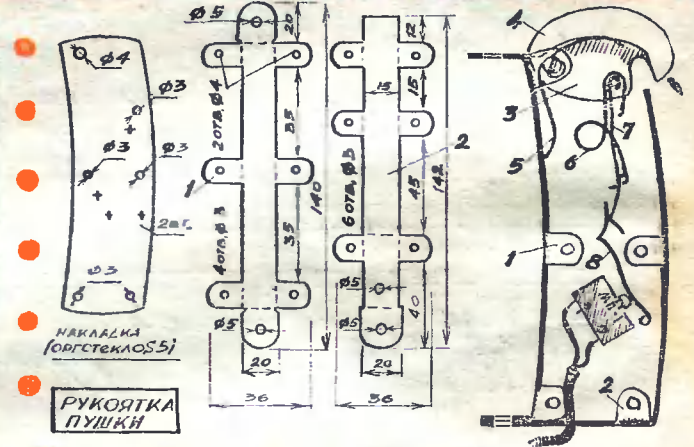 Ø4
Ø3
Ø3
Ø3
2шт.
Ø3
НАКЛАДКА
(ОРГСТЕКЛО S5)
РУКОЯТКА
ПУШКИ
Ø5
20
2 отв. Ø4
35
1
140
4 отв. Ø3
35
Ø5
20
36
12
15
15
2
6 отв. Ø3
45
142
Ø5
Ø5
40
20
36
4
3
5
6
7
1
8
2